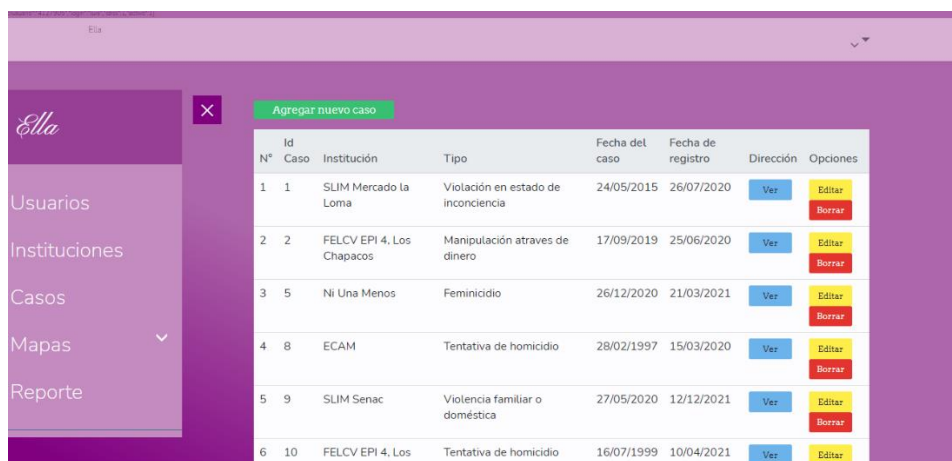 Ella
Ella
Usuarios
Instituciones
Casos
Mapas
Reporte
Agregar nuevo caso
N° Id Caso Institución Tipo Fecha del caso Fecha de registro Dirección Opciones
1 1 SLIM Mercado la Loma Violación en estado de inconciencia 24/05/2015 26/07/2020 Ver Editar Borrar
2 2 FELCV EPI 4, Los Chapacos Manipulación atraves de dinero 17/09/2019 25/06/2020 Ver Editar Borrar
3 5 Ni Una Menos Feminicidio 26/12/2020 21/03/2021 Ver Editar Borrar
4 8 ECAM Tentativa de homicidio 28/02/1997 15/03/2020 Ver Editar Borrar
5 9 SLIM Senac Violencia familiar o doméstica 27/05/2020 12/12/2021 Ver Editar Borrar
6 10 FELCV EPI 4, Los Tentativa de homicidio 16/07/1999 10/04/2021 Ver Editar